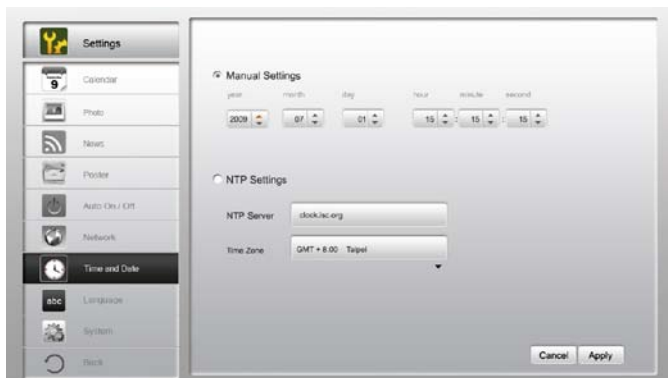 Settings
9
Calendar
Photo
News
Poster
Auto On / Off
Network
Time and Date
abc
Language
System
Back
Manual Settings
year month day hour minute second
2009 07 01 15 : 15 : 15
NTP Settings
NTP Server clock.isc.org
Time Zone GMT + 8:00 Taipei
Cancel Apply